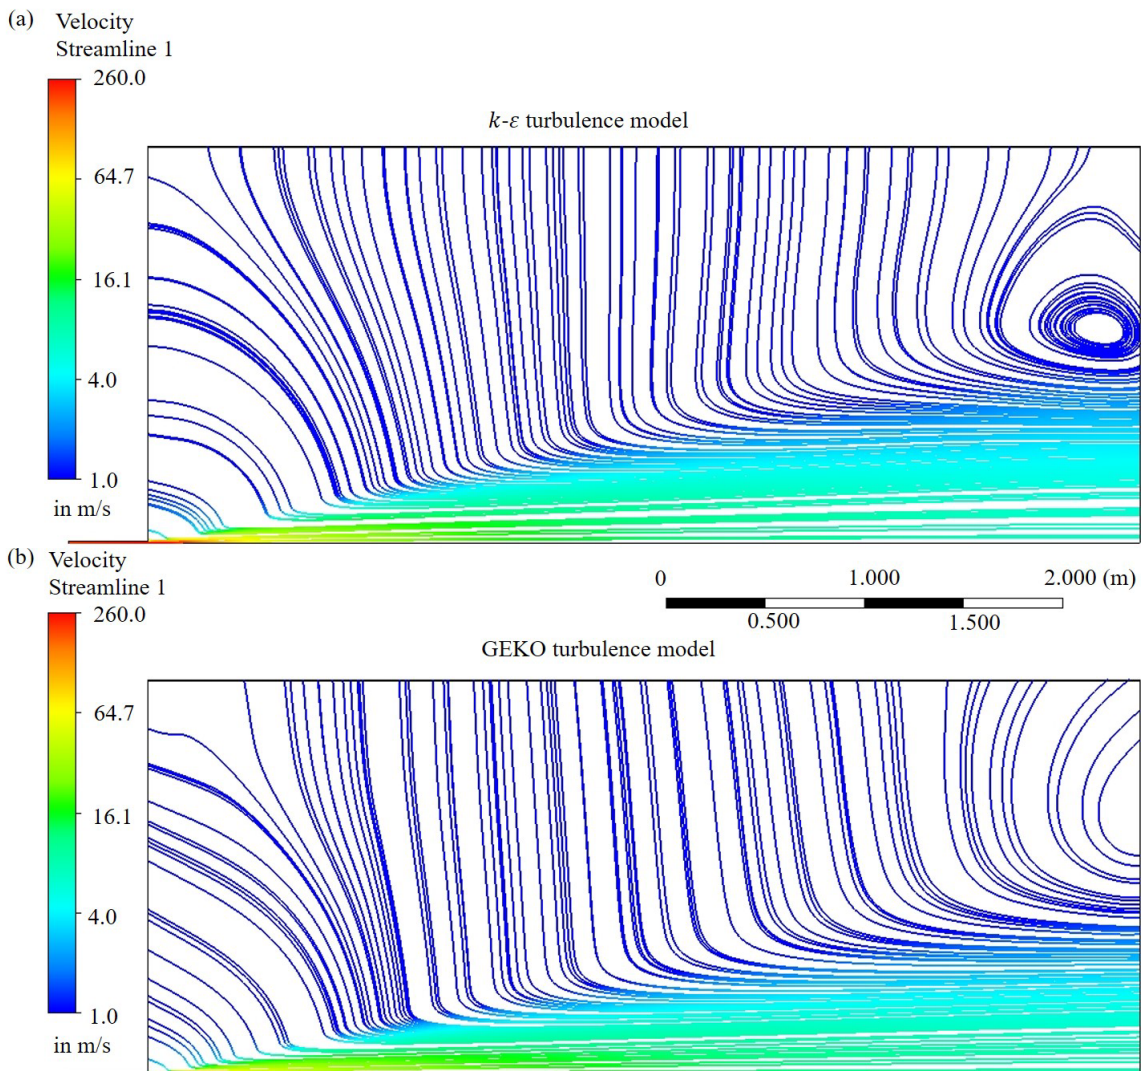 (a) Velocity
Streamline 1
260.0
k-ε turbulence model
64.7
16.1
4.0
1.0
in m/s
(b) Velocity
Streamline 1
0 1.000 2.000 (m)
0.500 1.500
260.0
GEKO turbulence model
64.7
16.1
4.0
1.0
in m/s